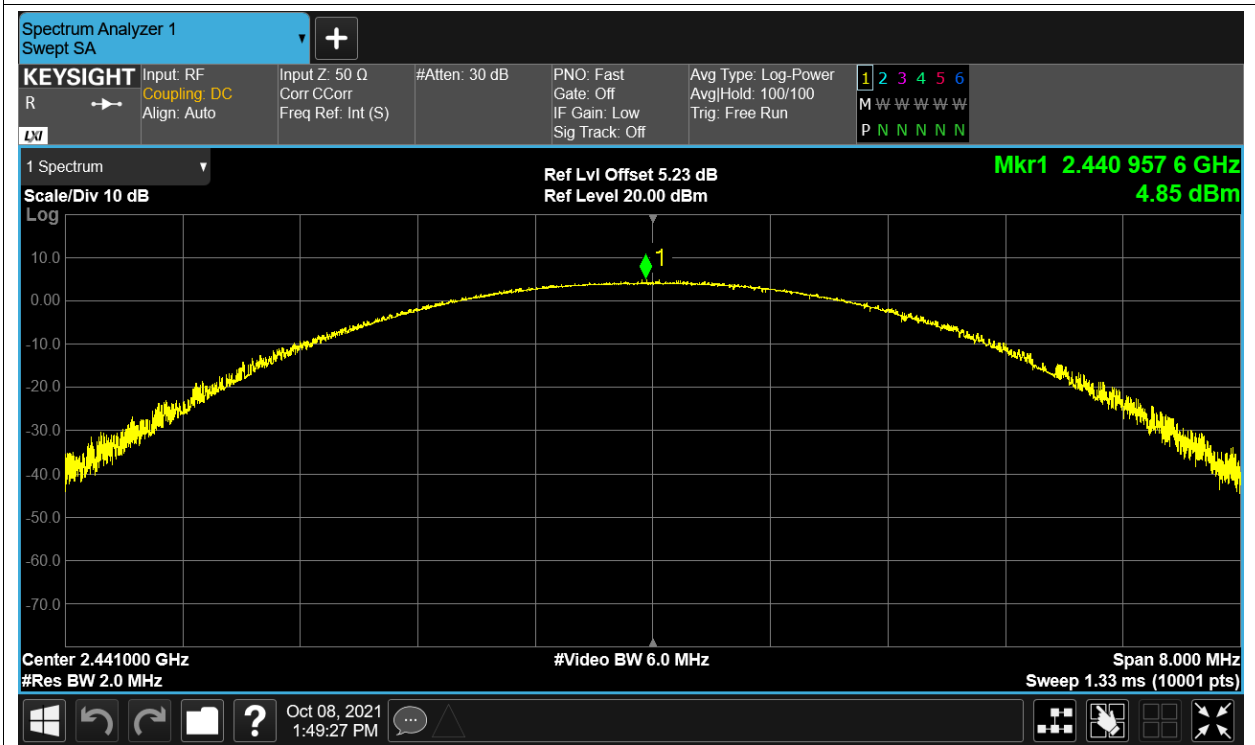 Spectrum Analyzer 1
Swept SA
KEYSIGHT
R
LXI
Input: RF
Coupling: DC
Align: Auto
Input Z: 50 Ω
Corr CCorr
Freq Ref: Int (S)
#Atten: 30 dB
PNO: Fast
Gate: Off
IF Gain: Low
Sig Track: Off
Avg Type: Log-Power
Avg|Hold: 100/100
Trig: Free Run
1 2 3 4 5 6
M W W W W W W
P N N N N N N
1 Spectrum
Scale/Div 10 dB
Log
Ref Lvl Offset 5.23 dB
Ref Level 20.00 dBm
Mkr1 2.440 957 6 GHz
4.85 dBm
1
10.0
0.00
-10.0
-20.0
-30.0
-40.0
-50.0
-60.0
-70.0
Center 2.441000 GHz
#Res BW 2.0 MHz
#Video BW 6.0 MHz
Span 8.000 MHz
Sweep 1.33 ms (10001 pts)
?
Oct 08, 2021
1:49:27 PM